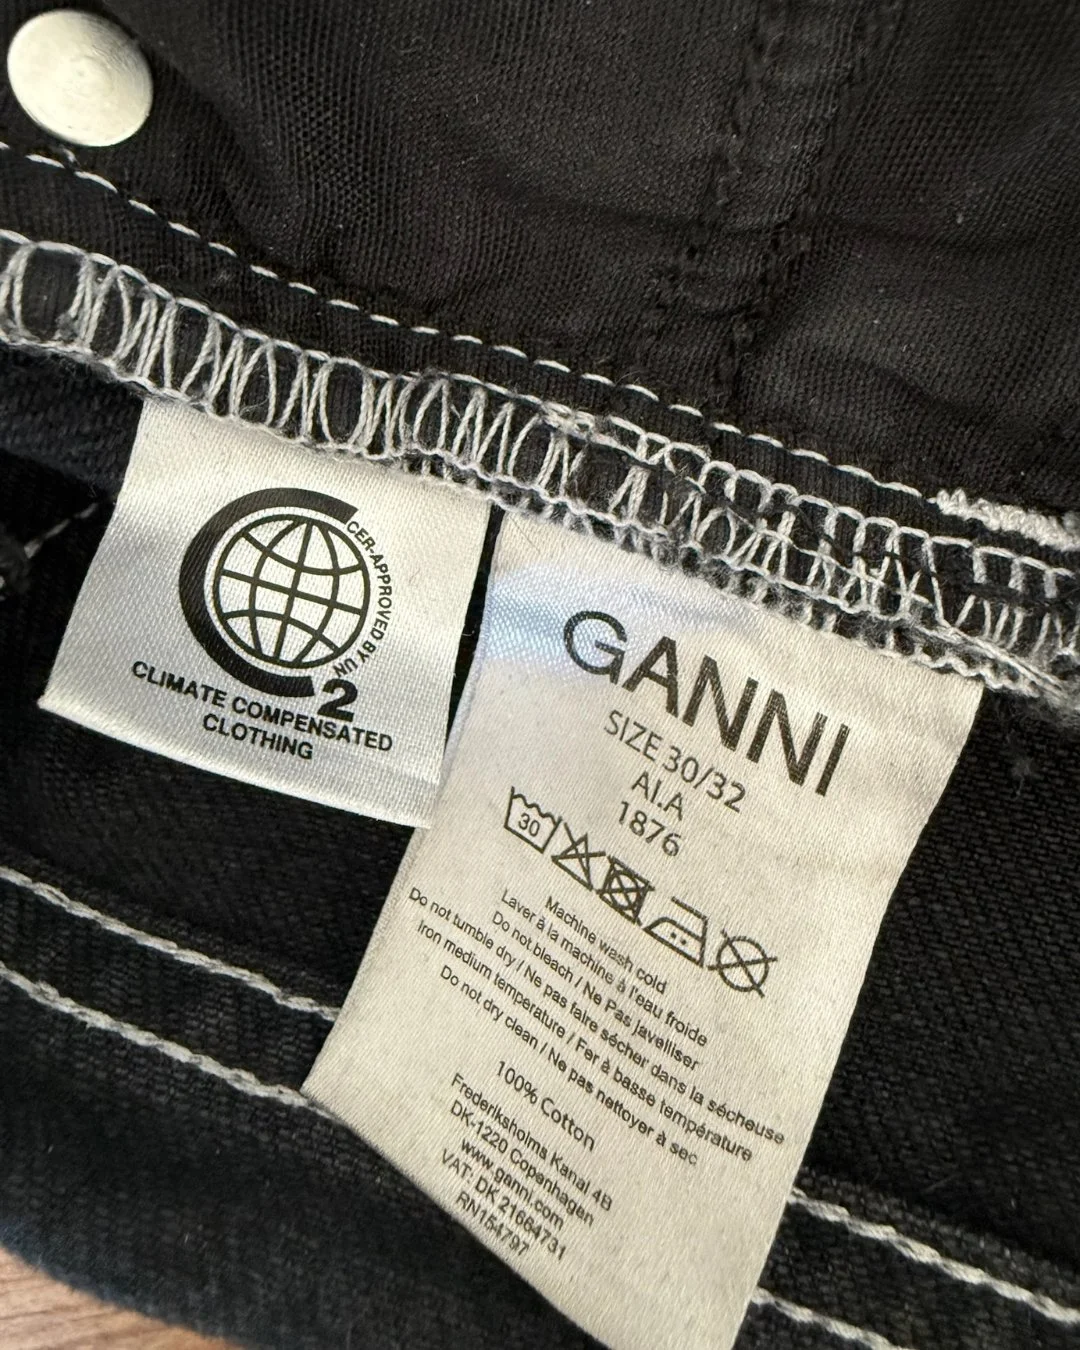 CER-APPROVED BY UN
2
CLIMATE COMPENSATED
CLOTHING
GANNI
SIZE 30/32
AI.A
1876
30
Machine wash cold
Laver à la machine à l'eau froide
Do not bleach / Ne Pas javelliser
Do not tumble dry / Ne pas faire sécher dans la sécheuse
Iron medium temperature / Fer à basse température
Do not dry clean / Ne pas nettoyer à sec
100% Cotton
Frederiksholms Kanal 4B
DK-1220 Copenhagen
www.ganni.com
VAT: DK 21664731
RN154797